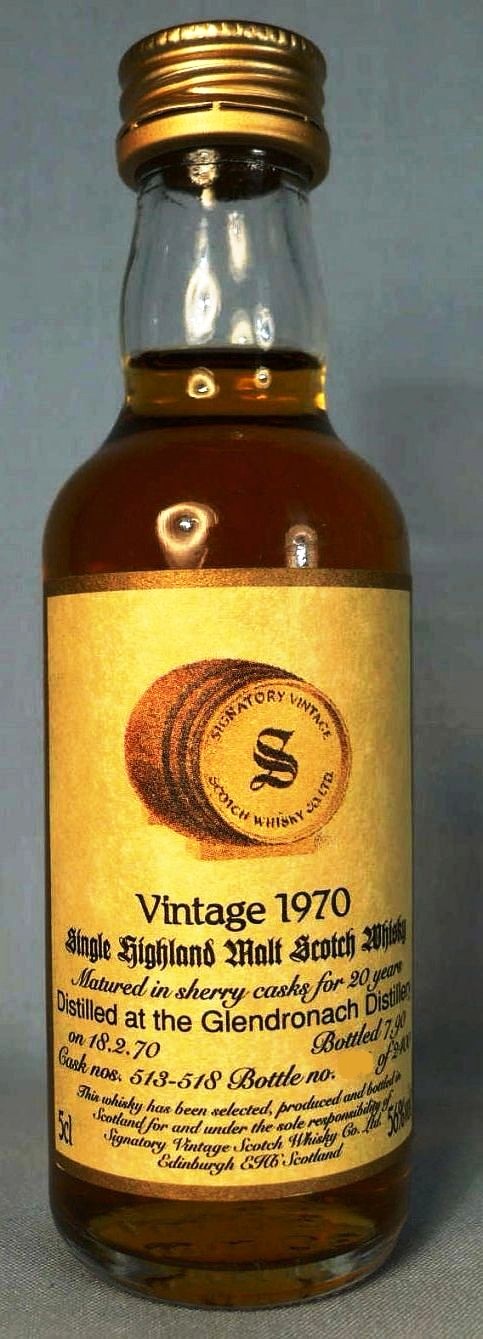 SIGNATORY VINTAGE
S
SCOTCH WHISKY CO LTD.
Vintage 1970
Single Highland Malt Scotch Whisky
Matured in sherry casks for 20 years
Distilled at the Glendronach Distillery
on 18.2.70 Bottled 7.90
Cask nos. 513-518 Bottle no. of 2400
This whisky has been selected, produced and bottled in
Scotland for and under the sole responsibility of
Signatory Vintage Scotch Whisky Co. Ltd.
Edinburgh EH6 Scotland
5cl 56%